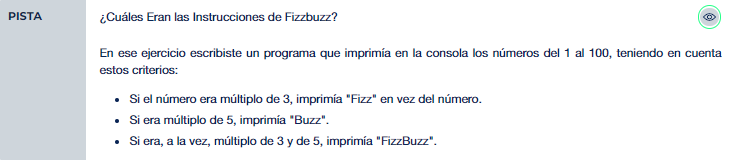 PISTA
¿Cuáles Eran las Instrucciones de Fizzbuzz?
En ese ejercicio escribiste un programa que imprimía en la consola los números del 1 al 100, teniendo en cuenta
estos criterios:
• Si el número era múltiplo de 3, imprimía "Fizz" en vez del número.
• Si era múltiplo de 5, imprimía "Buzz".
• Si era, a la vez, múltiplo de 3 y de 5, imprimía "FizzBuzz".